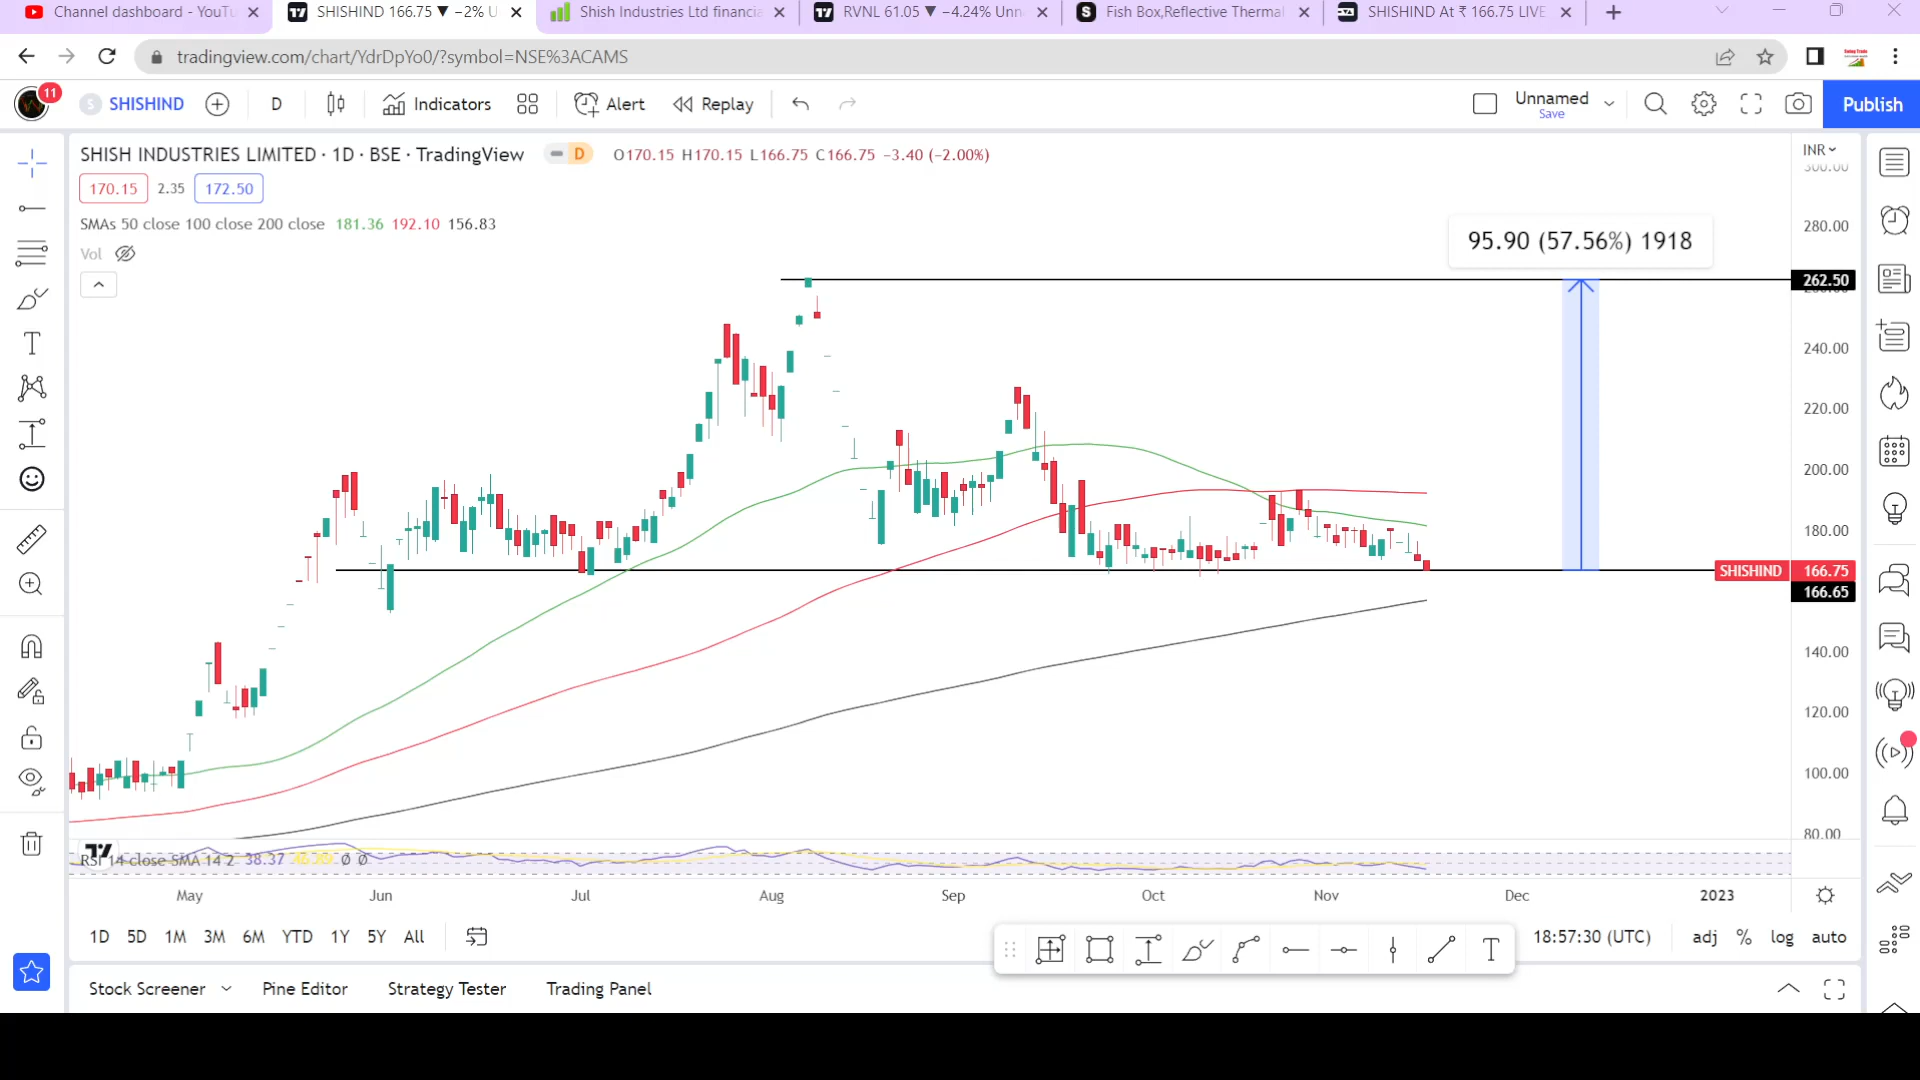 Channel dashboard - YouTu
SHISHIND 166.75 ▼ −2% U
Shish Industries Ltd financia
RVNL 61.05 ▼ −4.24% Unn
Fish Box,Reflective Thermal
SHISHIND At ₹ 166.75 LIVE
tradingview.com/chart/YdrDpYo0/?symbol=NSE%3ACAMS
11
S SHISHIND
D
Indicators
Alert
Replay
Unnamed
Save
Publish
SHISH INDUSTRIES LIMITED · 1D · BSE · TradingView
D
O170.15 H170.15 L166.75 C166.75 −3.40 (−2.00%)
INR
300.00
170.15
2.35
172.50
SMAs 50 close 100 close 200 close 181.36 192.10 156.83
280.00
95.90 (57.56%) 1918
Vol
262.50
240.00
220.00
200.00
180.00
SHISHIND 166.75
166.65
140.00
120.00
100.00
80.00
RSI 14 close SMA 14 2 38.37 ∅ ∅
May Jun Jul Aug Sep Oct Nov Dec 2023
1D 5D 1M 3M 6M YTD 1Y 5Y All
T
18:57:30 (UTC)
adj % log auto
Stock Screener
Pine Editor
Strategy Tester
Trading Panel